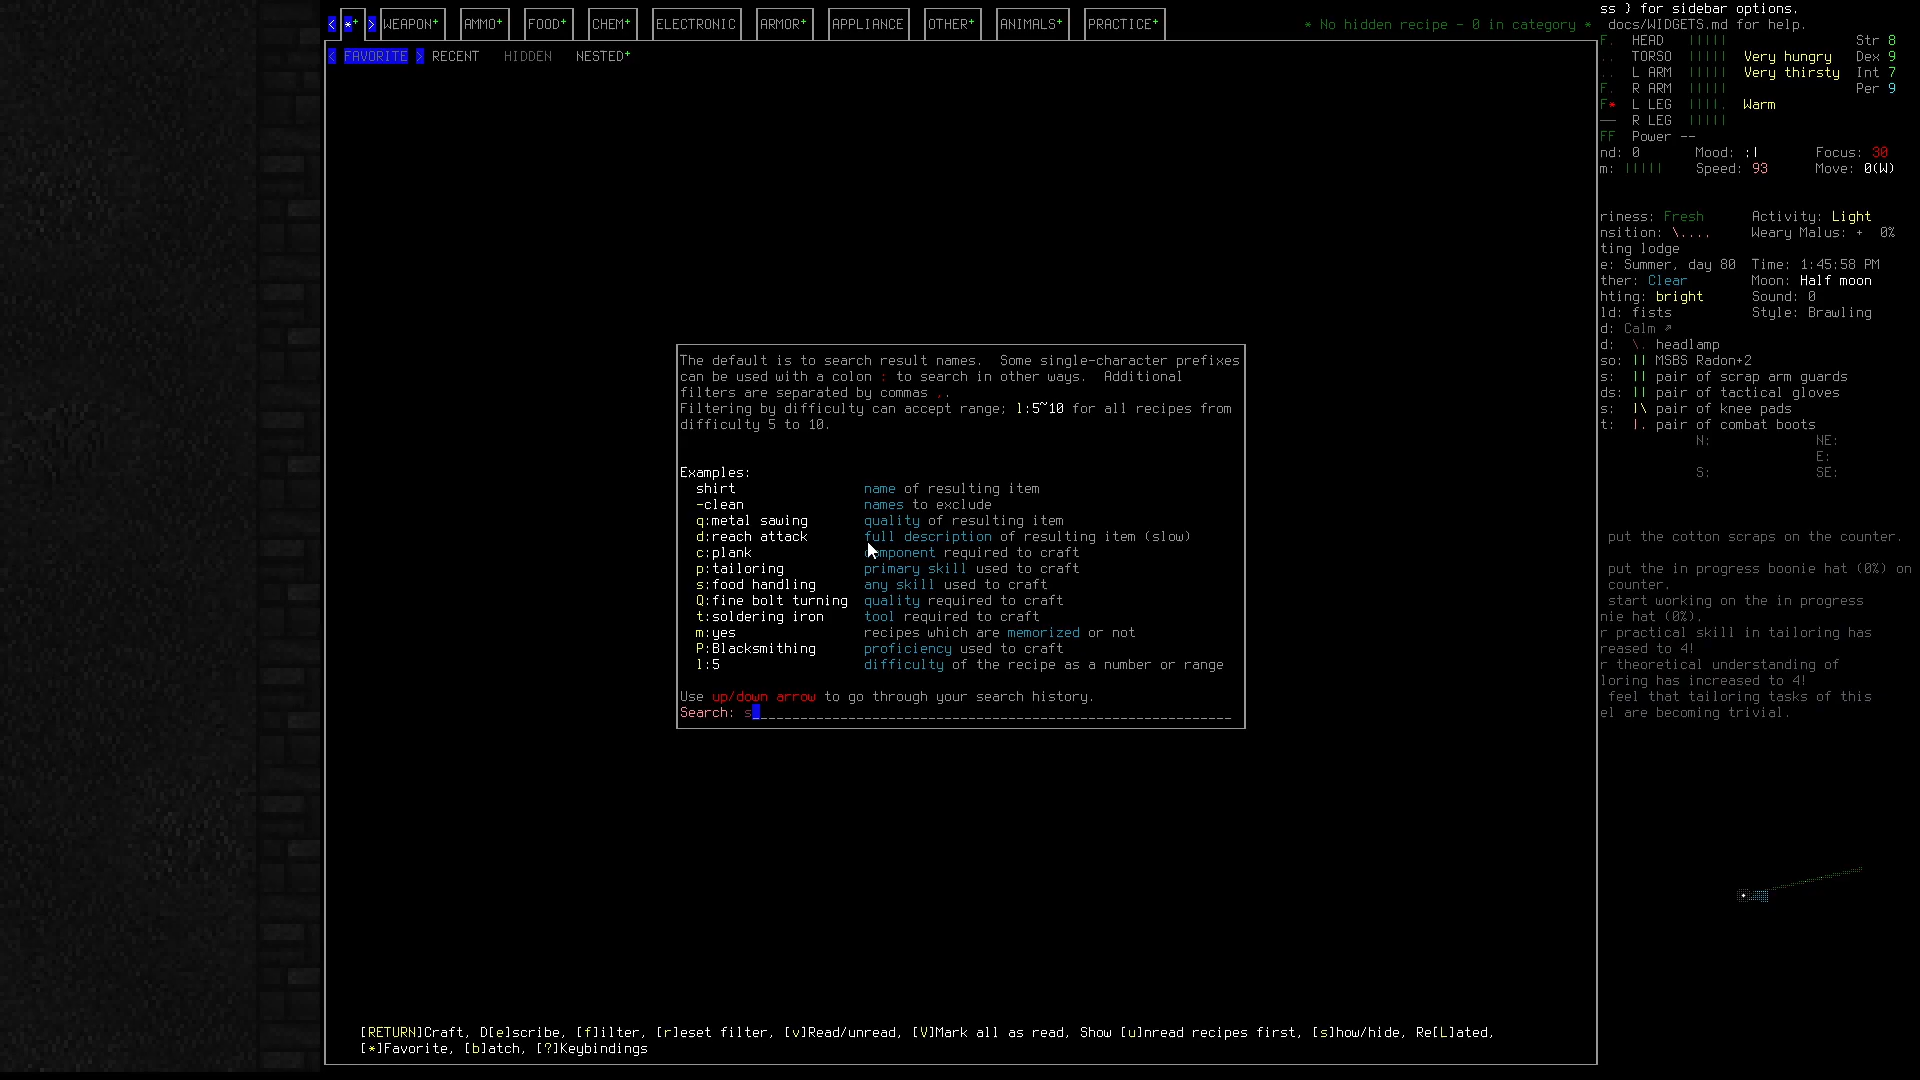 < *+ > WEAPON+ AMMO+ FOOD+ CHEM+ ELECTRONIC ARMOR+ APPLIANCE OTHER+ ANIMALS+ PRACTICE+ * No hidden recipe - 0 in category *
< FAVORITE > RECENT HIDDEN NESTED+
The default is to search result names. Some single-character prefixes
can be used with a colon : to search in other ways. Additional
filters are separated by commas ,.
Filtering by difficulty can accept range; l:5~10 for all recipes from
difficulty 5 to 10.
Examples:
shirt name of resulting item
-clean names to exclude
q:metal sawing quality of resulting item
d:reach attack full description of resulting item (slow)
c:plank component required to craft
p:tailoring primary skill used to craft
s:food handling any skill used to craft
Q:fine bolt turning quality required to craft
t:soldering iron tool required to craft
m:yes recipes which are memorized or not
P:Blacksmithing proficiency used to craft
l:5 difficulty of the recipe as a number or range
Use up/down arrow to go through your search history.
Search: s
[RETURN]Craft, D[e]scribe, [f]ilter, [r]eset filter, [v]Read/unread, [V]Mark all as read, Show [u]nread recipes first, [s]how/hide, Re[L]ated,
[*]Favorite, [b]atch, [?]Keybindings
ss } for sidebar options.
docs/WIDGETS.md for help.
F. HEAD ||||| Str 8
.. TORSO ||||| Very hungry Dex 9
.. L ARM ||||| Very thirsty Int 7
F. R ARM ||||| Per 9
F* L LEG ||||. Warm
-- R LEG |||||
FF Power --
nd: 0 Mood: :| Focus: 30
m: ||||| Speed: 93 Move: 0(W)
riness: Fresh Activity: Light
nsition: \.... Weary Malus: + 0%
ting lodge
e: Summer, day 80 Time: 1:45:58 PM
ther: Clear Moon: Half moon
hting: bright Sound: 0
ld: fists Style: Brawling
d: Calm ↗
d: \. headlamp
so: || MSBS Radon+2
s: || pair of scrap arm guards
ds: || pair of tactical gloves
s: |\ pair of knee pads
t: |. pair of combat boots
N: NE:
E:
S: SE:
put the cotton scraps on the counter.
put the in progress boonie hat (0%) on
counter.
start working on the in progress
nie hat (0%).
r practical skill in tailoring has
reased to 4!
r theoretical understanding of
loring has increased to 4!
feel that tailoring tasks of this
el are becoming trivial.